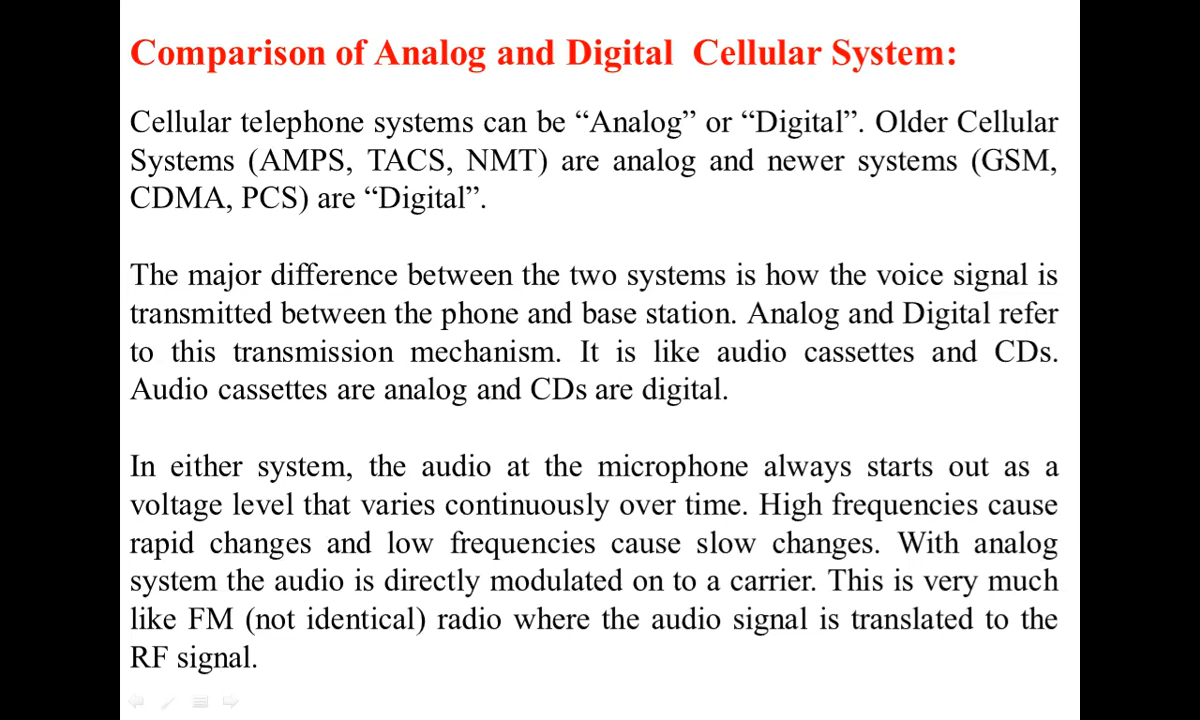 Comparison of Analog and Digital Cellular System:
Cellular telephone systems can be “Analog” or “Digital”. Older Cellular
Systems (AMPS, TACS, NMT) are analog and newer systems (GSM,
CDMA, PCS) are “Digital”.
The major difference between the two systems is how the voice signal is
transmitted between the phone and base station. Analog and Digital refer
to this transmission mechanism. It is like audio cassettes and CDs.
Audio cassettes are analog and CDs are digital.
In either system, the audio at the microphone always starts out as a
voltage level that varies continuously over time. High frequencies cause
rapid changes and low frequencies cause slow changes. With analog
system the audio is directly modulated on to a carrier. This is very much
like FM (not identical) radio where the audio signal is translated to the
RF signal.